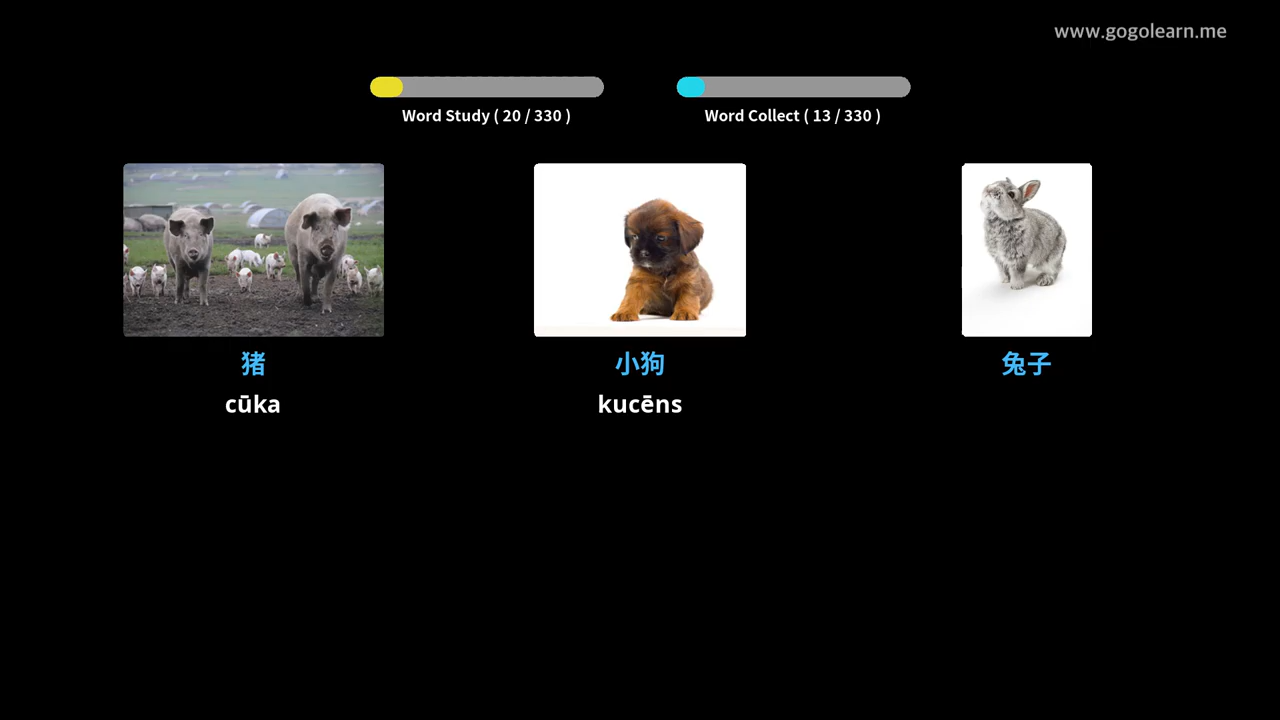 www.gogolearn.me
Word Study ( 20 / 330 )
Word Collect ( 13 / 330 )
猪
小狗
兔子
cūka
kucēns